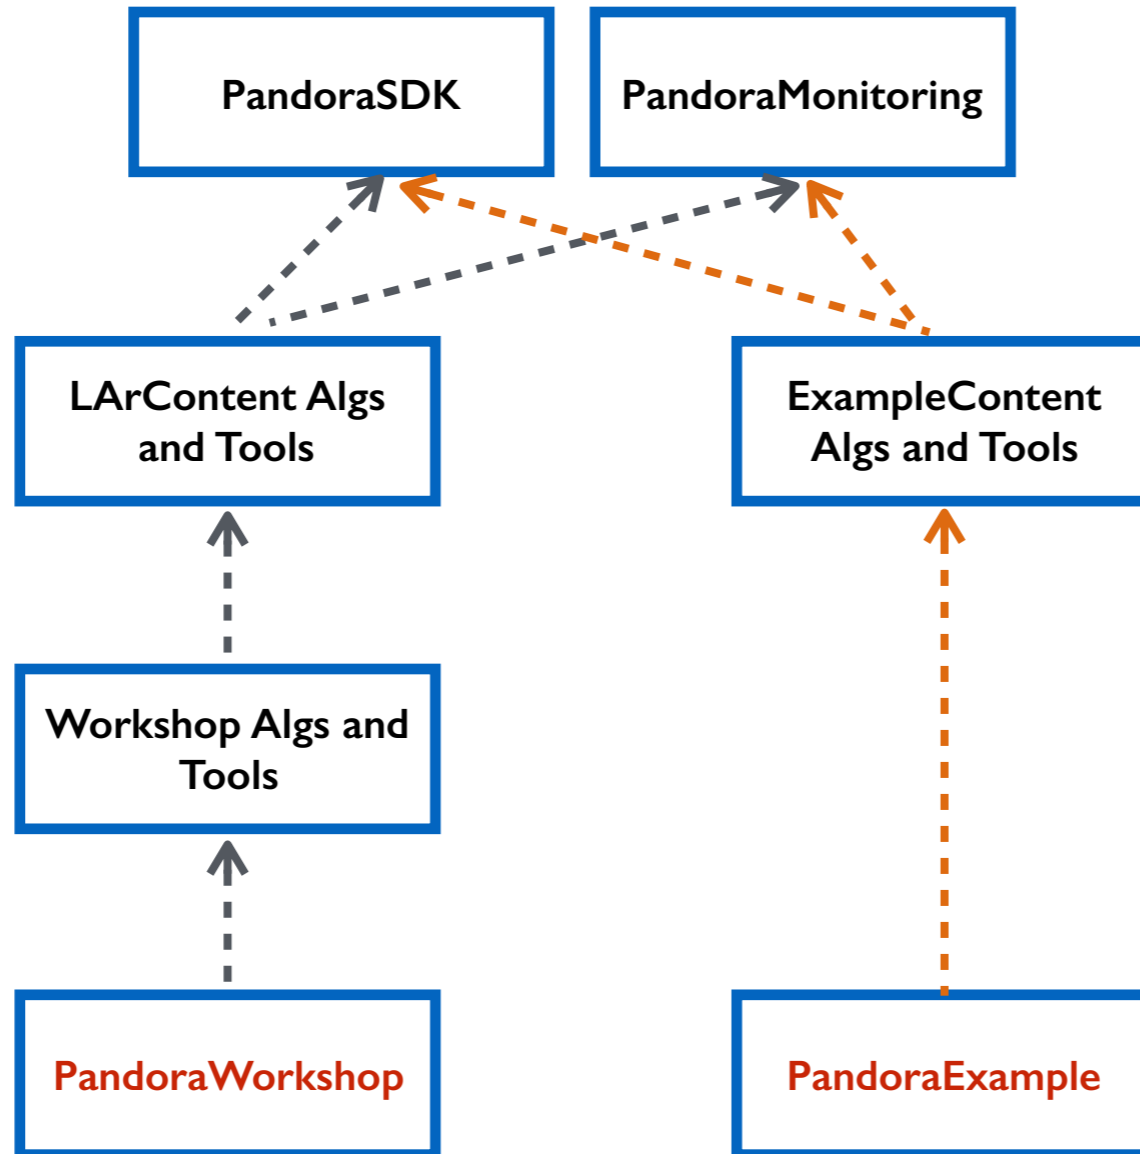 PandoraSDK
PandoraMonitoring
LArContent Algs
and Tools
ExampleContent
Algs and Tools
Workshop Algs and
Tools
PandoraWorkshop
PandoraExample